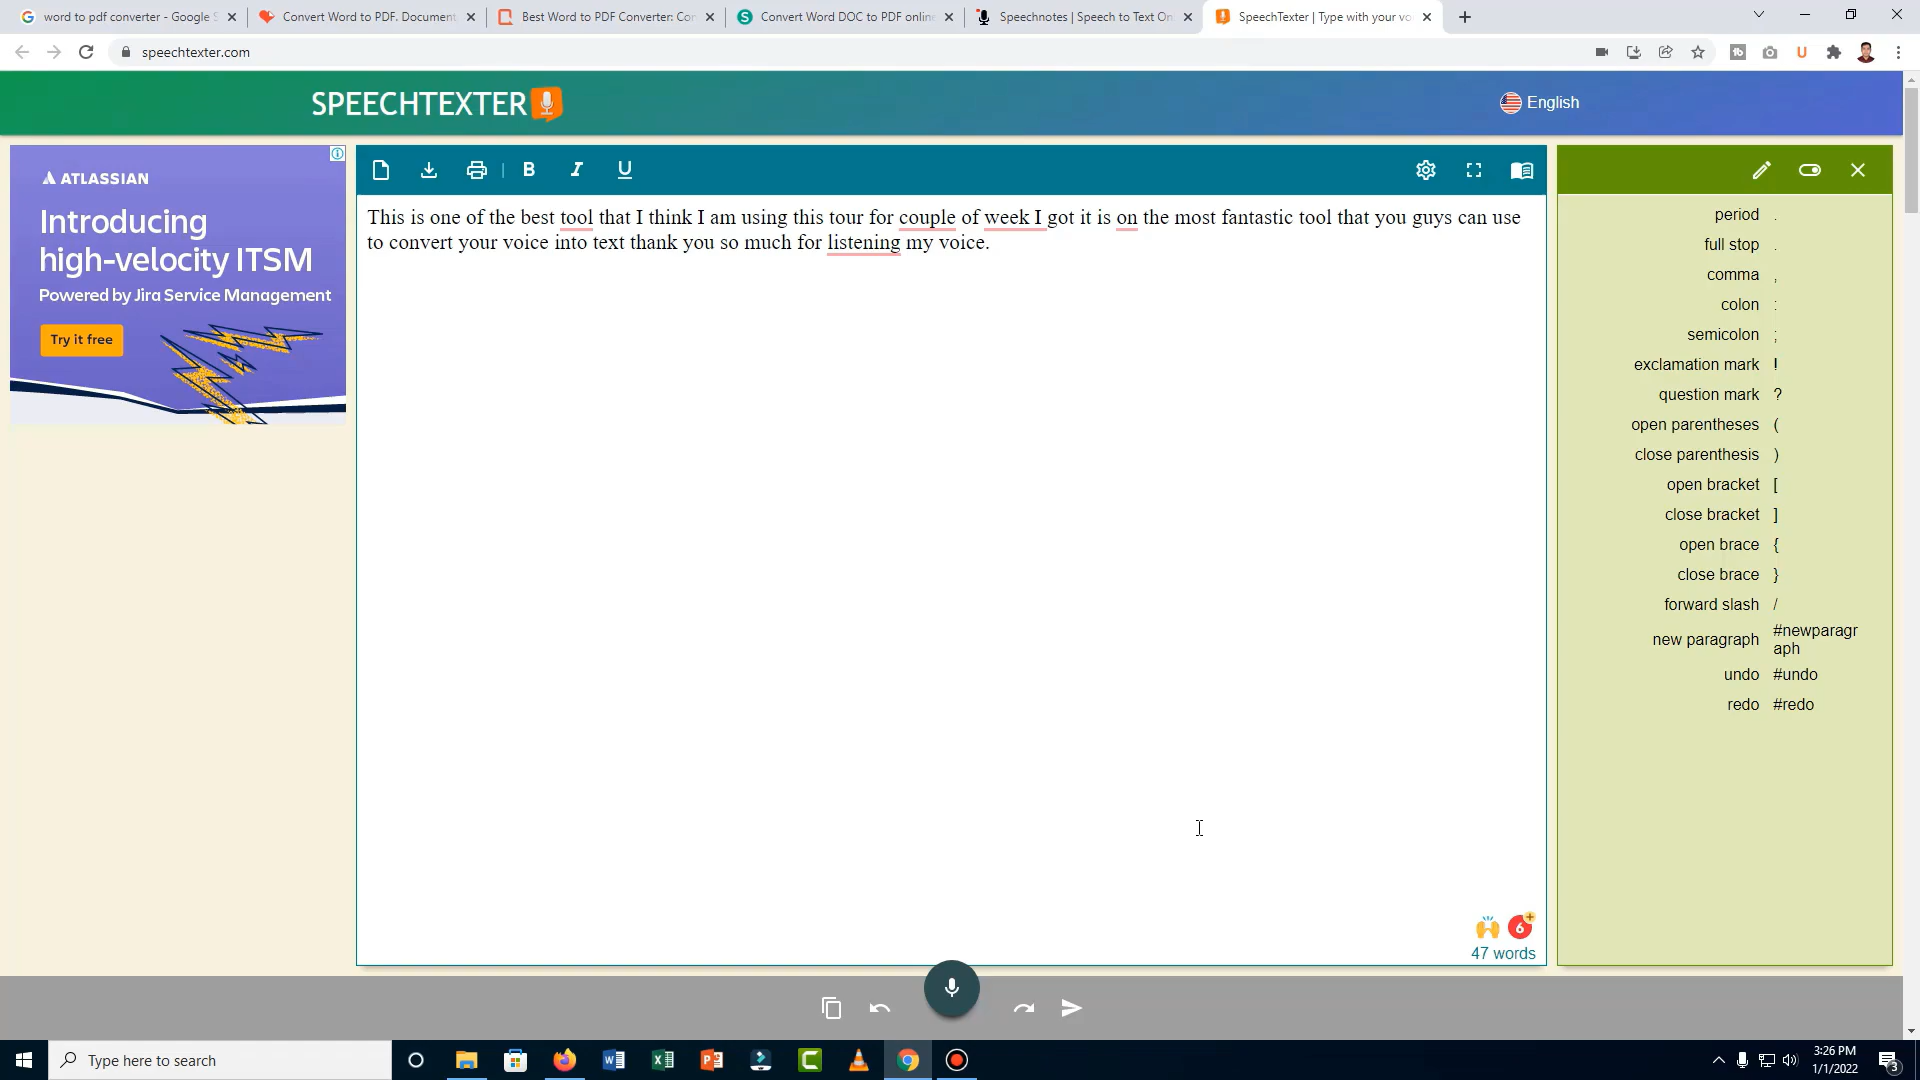 word to pdf converter - Google S
Convert Word to PDF. Document
Best Word to PDF Converter: Con
Convert Word DOC to PDF online
Speechnotes | Speech to Text On
SpeechTexter | Type with your vo
speechtexter.com
tb
U
SPEECHTEXTER
English
ATLASSIAN
Introducing
high-velocity ITSM
Powered by Jira Service Management
Try it free
B I U
This is one of the best tool that I think I am using this tour for couple of week I got it is on the most fantastic tool that you guys can use
to convert your voice into text thank you so much for listening my voice.
period .
full stop .
comma ,
colon :
semicolon ;
exclamation mark !
question mark ?
open parentheses (
close parenthesis )
open bracket [
close bracket ]
open brace {
close brace }
forward slash /
new paragraph #newparagr
aph
undo #undo
redo #redo
6
47 words
Type here to search
3:26 PM
1/1/2022
3